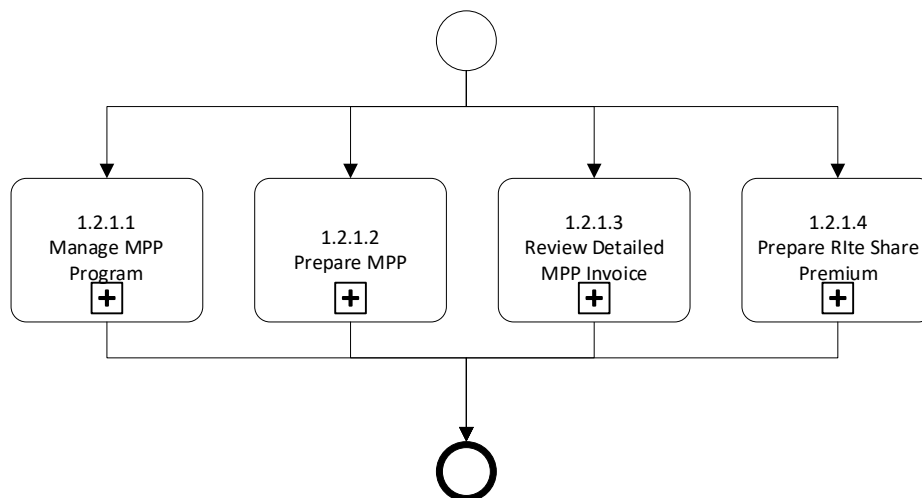 1.2.1.1
Manage MPP
Program
1.2.1.2
Prepare MPP
1.2.1.3
Review Detailed
MPP Invoice
1.2.1.4
Prepare RIte Share
Premium